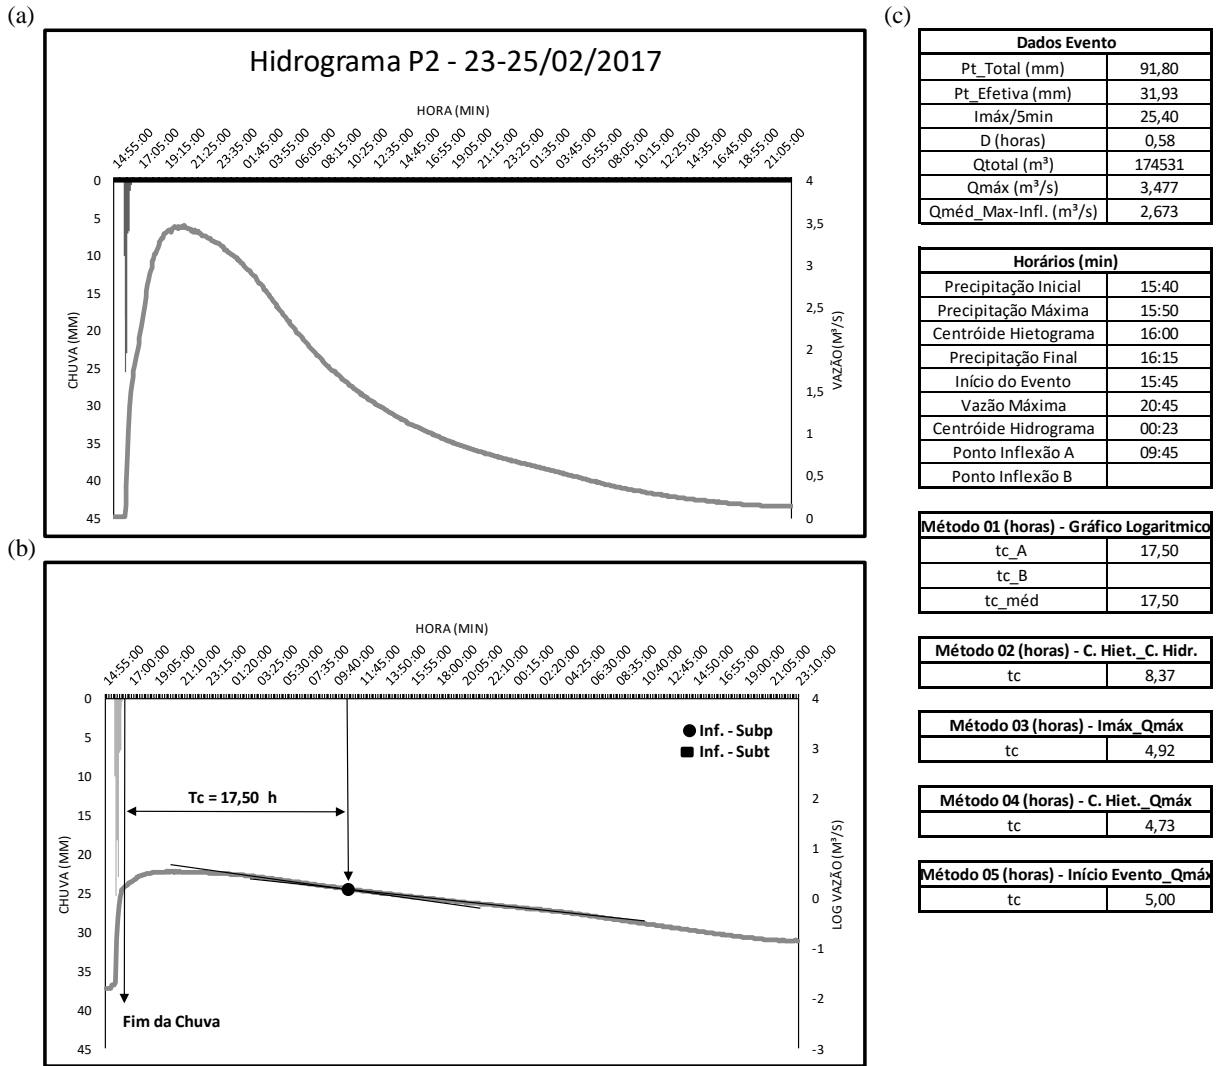 (a)
Hidrograma P2 - 23-25/02/2017
HORA (MIN)
14:55:00 17:05:00 19:15:00 21:25:00 23:35:00 01:45:00 03:55:00 06:05:00 08:15:00 10:25:00 12:35:00 14:45:00 16:55:00 19:05:00 21:15:00 23:25:00 01:35:00 03:45:00 05:55:00 08:05:00 10:15:00 12:25:00 14:35:00 16:45:00 18:55:00 21:05:00
0 4
5 3,5
10 3
15
2,5
20 2
25
1,5
30
1
35
40 0,5
45 0
CHUVA (MM)
VAZÃO(M³/S)
(b)
HORA (MIN)
14:55:00 17:00:00 19:05:00 21:10:00 23:15:00 01:20:00 03:25:00 05:30:00 07:35:00 09:40:00 11:45:00 13:50:00 15:55:00 18:00:00 20:05:00 22:10:00 00:15:00 02:20:00 04:25:00 06:30:00 08:35:00 10:40:00 12:45:00 14:50:00 16:55:00 19:00:00 21:05:00 23:10:00
0 4
Inf. - Subp
5 3
Inf. - Subt
10
Tc = 17,50 h 2
15
20 1
25 0
30 -1
35
-2
40
45 -3
CHUVA (MM)
LOG VAZÃO (M³/S)
Fim da Chuva
(c)
Dados Evento
Pt_Total (mm) 91,80
Pt_Efetiva (mm) 31,93
Imáx/5min 25,40
D (horas) 0,58
Qtotal (m³) 174531
Qmáx (m³/s) 3,477
Qméd_Max-Infl. (m³/s) 2,673
Horários (min)
Precipitação Inicial 15:40
Precipitação Máxima 15:50
Centróide Hietograma 16:00
Precipitação Final 16:15
Início do Evento 15:45
Vazão Máxima 20:45
Centróide Hidrograma 00:23
Ponto Inflexão A 09:45
Ponto Inflexão B
Método 01 (horas) - Gráfico Logaritmico
tc_A 17,50
tc_B
tc_méd 17,50
Método 02 (horas) - C. Hiet._C. Hidr.
tc 8,37
Método 03 (horas) - Imáx_Qmáx
tc 4,92
Método 04 (horas) - C. Hiet._Qmáx
tc 4,73
Método 05 (horas) - Início Evento_Qmáx
tc 5,00